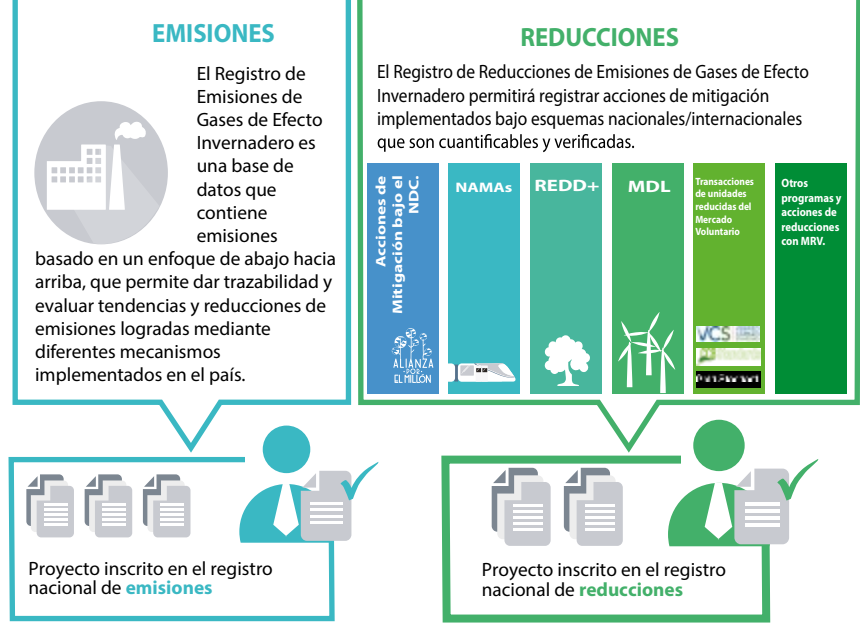 EMISIONES
El Registro de
Emisiones de
Gases de Efecto
Invernadero es
una base de
datos que
contiene
emisiones
basado en un enfoque de abajo hacia
arriba, que permite dar trazabilidad y
evaluar tendencias y reducciones de
emisiones logradas mediante
diferentes mecanismos
implementados en el país.
REDUCCIONES
El Registro de Reducciones de Emisiones de Gases de Efecto
Invernadero permitirá registrar acciones de mitigación
implementados bajo esquemas nacionales/internacionales
que son cuantificables y verificadas.
Acciones de
Mitigación bajo el
NDC.
ALIANZA
·POR·
EL MILLÓN
NAMAs
REDD+
MDL
Transacciones
de unidades
reducidas del
Mercado
Voluntario
VCS
Otros
programas y
acciones de
reducciones
con MRV.
Proyecto inscrito en el registro
nacional de emisiones
Proyecto inscrito en el registro
nacional de reducciones